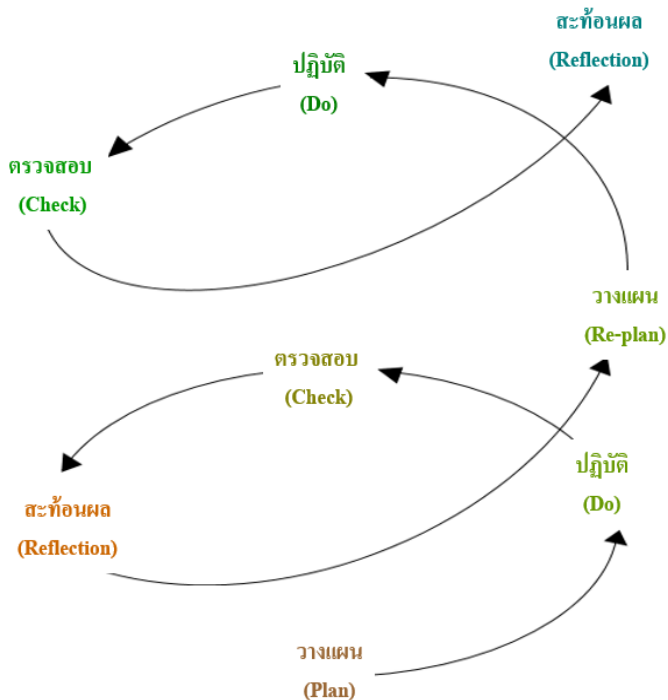 สะท้อนผล
(Reflection)
ปฏิบัติ
(Do)
ตรวจสอบ
(Check)
วางแผน
(Re-plan)
ตรวจสอบ
(Check)
ปฏิบัติ
(Do)
สะท้อนผล
(Reflection)
วางแผน
(Plan)